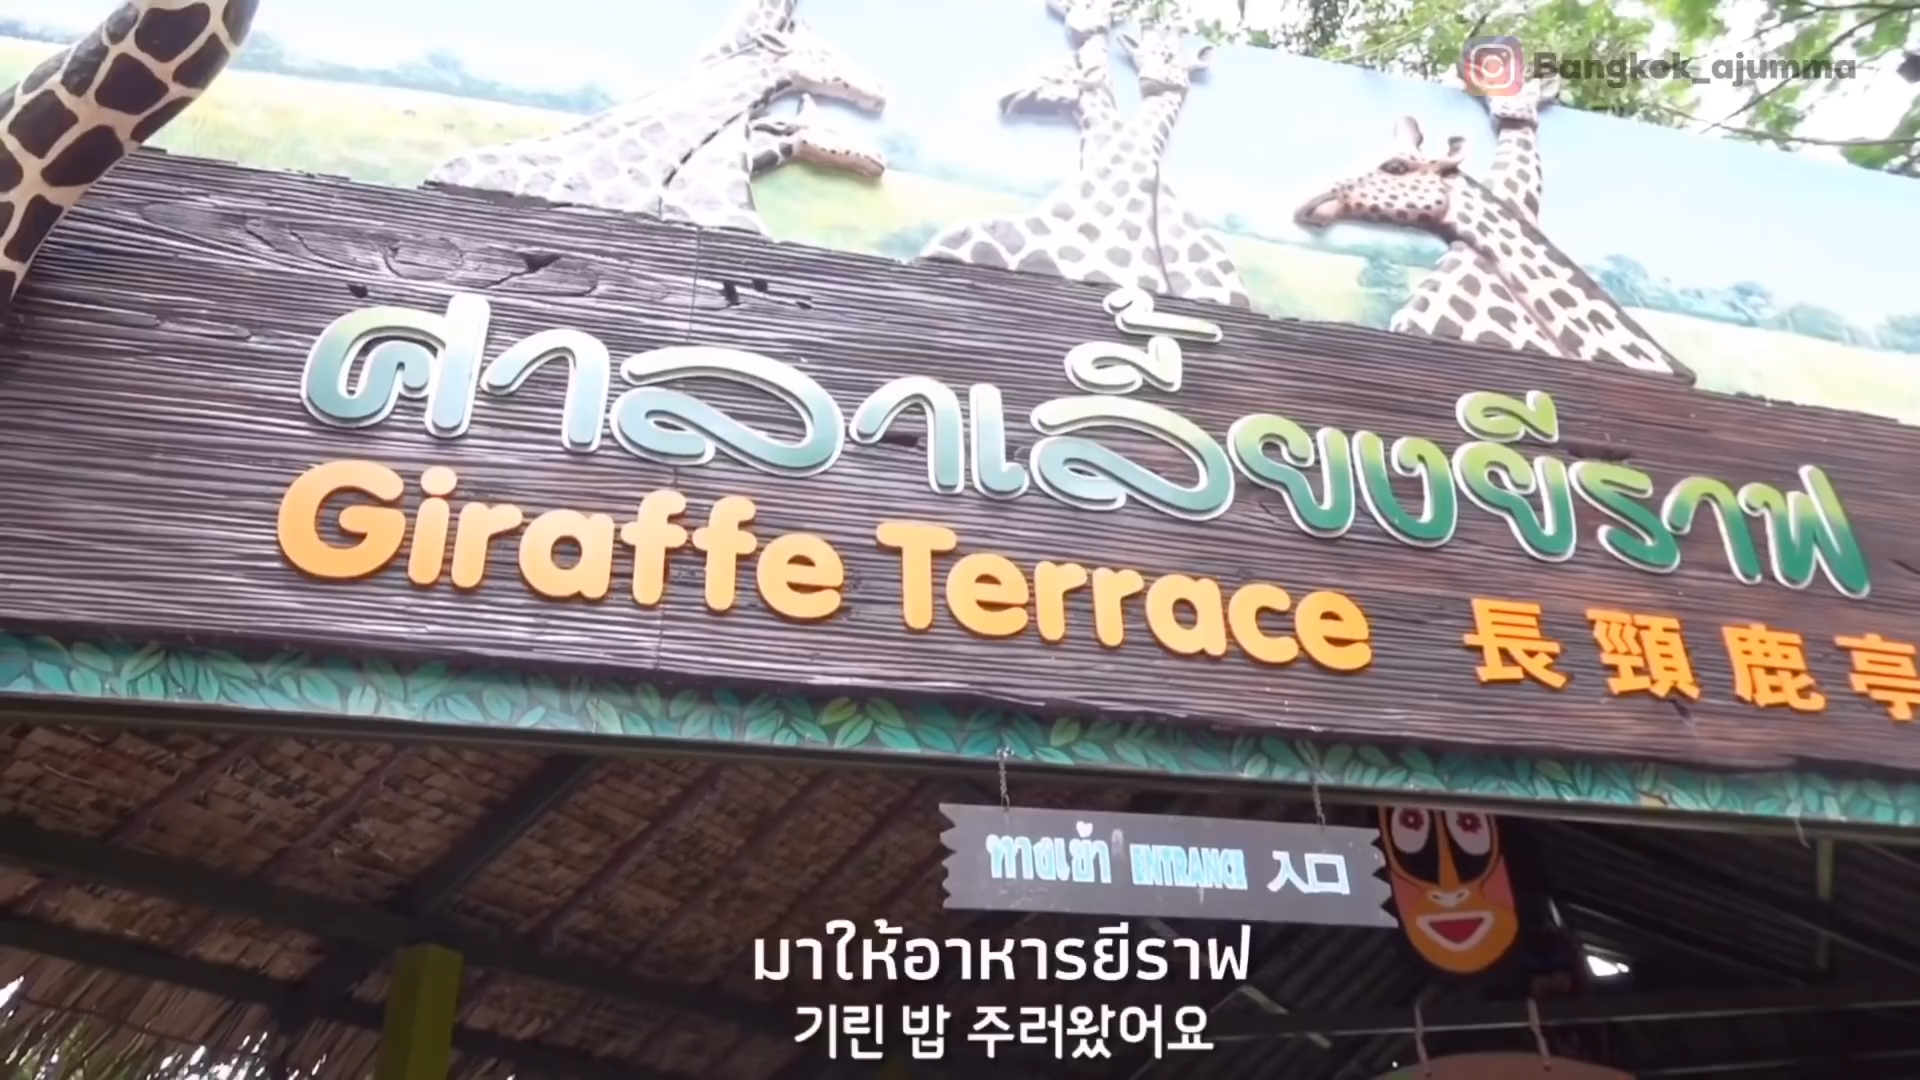 Bangkok_ajumma
ศาลาเลี้ยงยีราฟ
Giraffe Terrace 長頸鹿亭
ทางเข้า ENTRANCE 入口
มาให้อาหารยีราฟ
기린 밥 주러왔어요